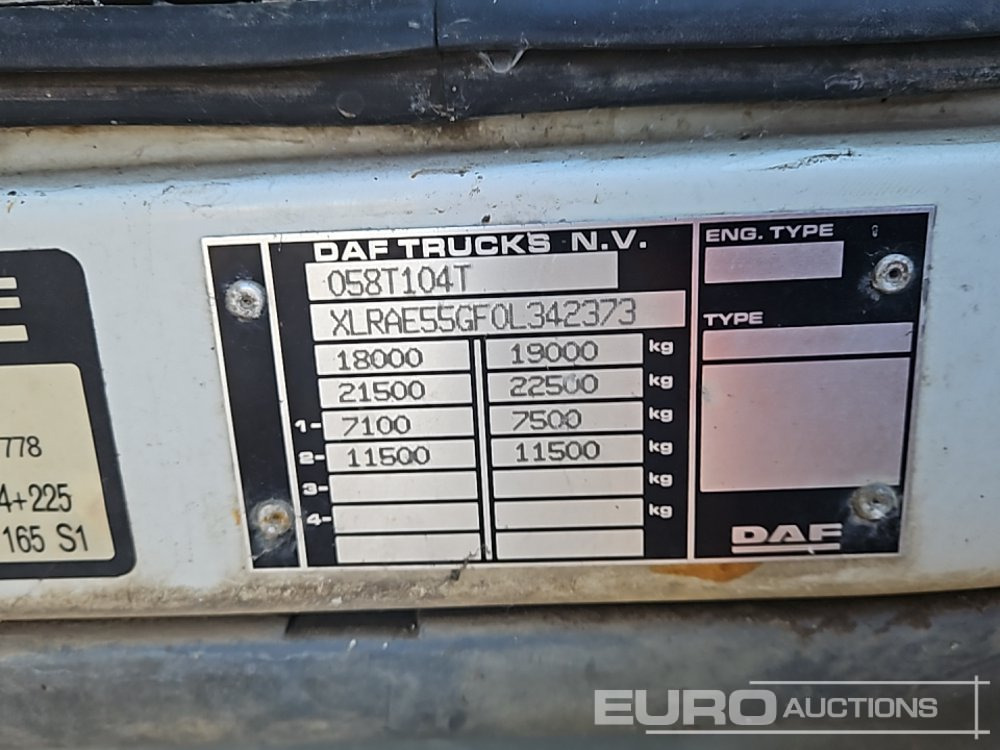 DAF TRUCKS N.V.
058T104T
XLRAE55GF0L342373
18000 19000 kg
21500 22500 kg
1- 7100 7500 kg
2- 11500 11500 kg
3- kg
4- kg
ENG. TYPE
TYPE
DAF
778
4+225
165 S1
EURO AUCTIONS